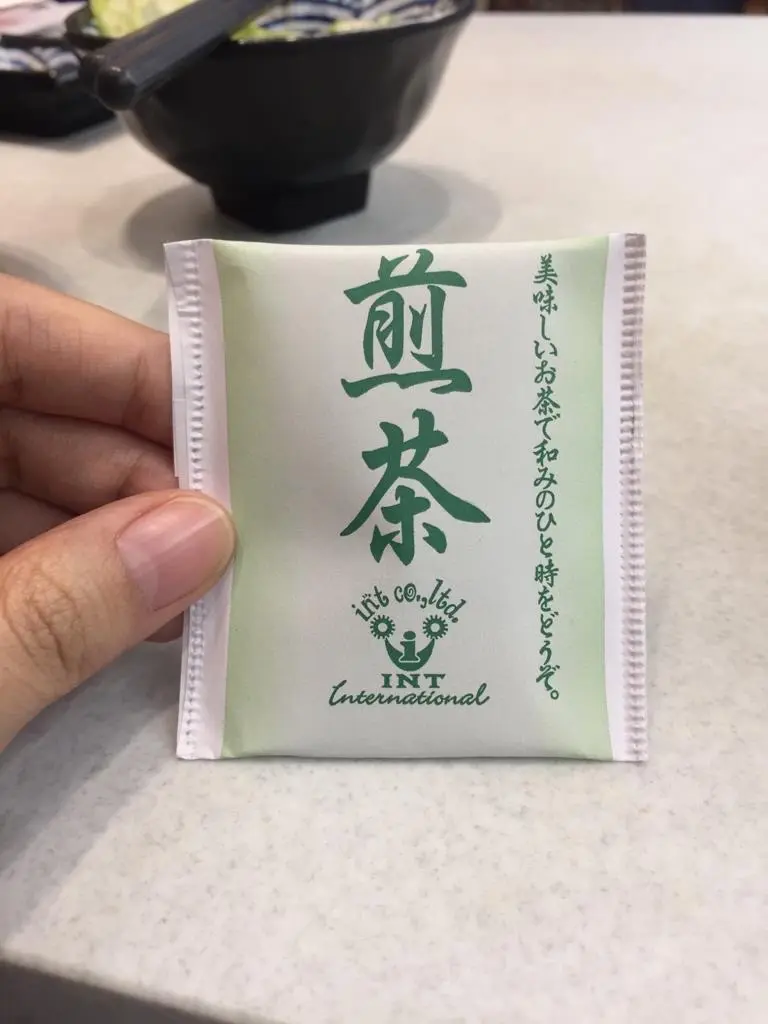 美味しいお茶で和みのひと時をどうぞ。
煎茶
int co.,ltd.
i
INT
International